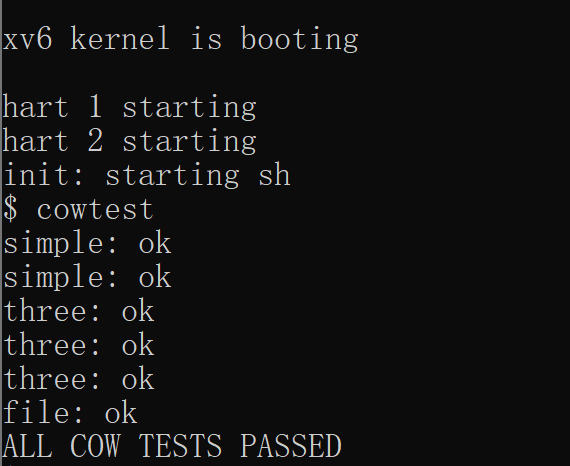 xv6 kernel is booting
hart 1 starting
hart 2 starting
init: starting sh
$ cowtest
simple: ok
simple: ok
three: ok
three: ok
three: ok
file: ok
ALL COW TESTS PASSED